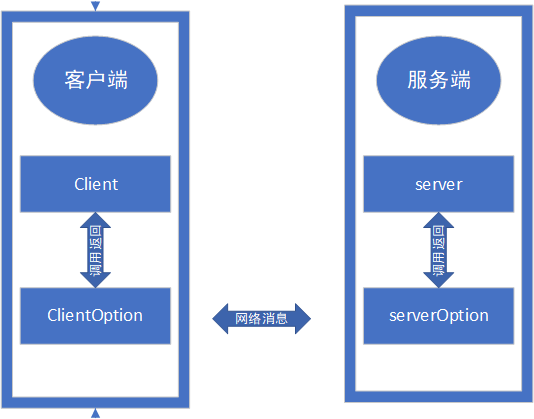 客户端
服务端
Client
server
调用返回
调用返回
ClientOption
网络消息
serverOption